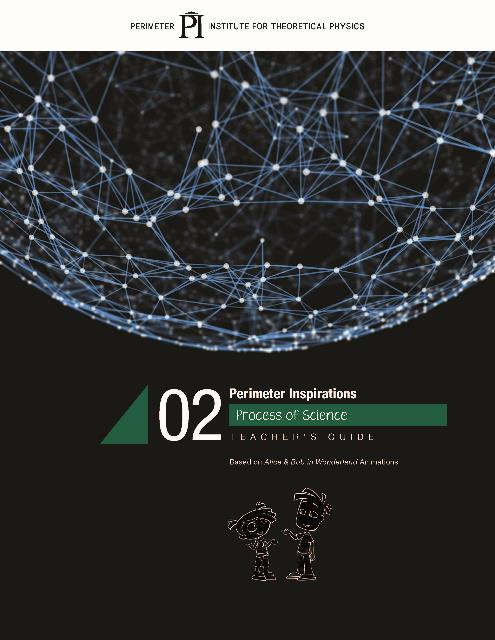 PERIMETER PI INSTITUTE FOR THEORETICAL PHYSICS
02
Perimeter Inspirations
Process of Science
TEACHER'S GUIDE
Based on Alice & Bob in Wonderland Animations